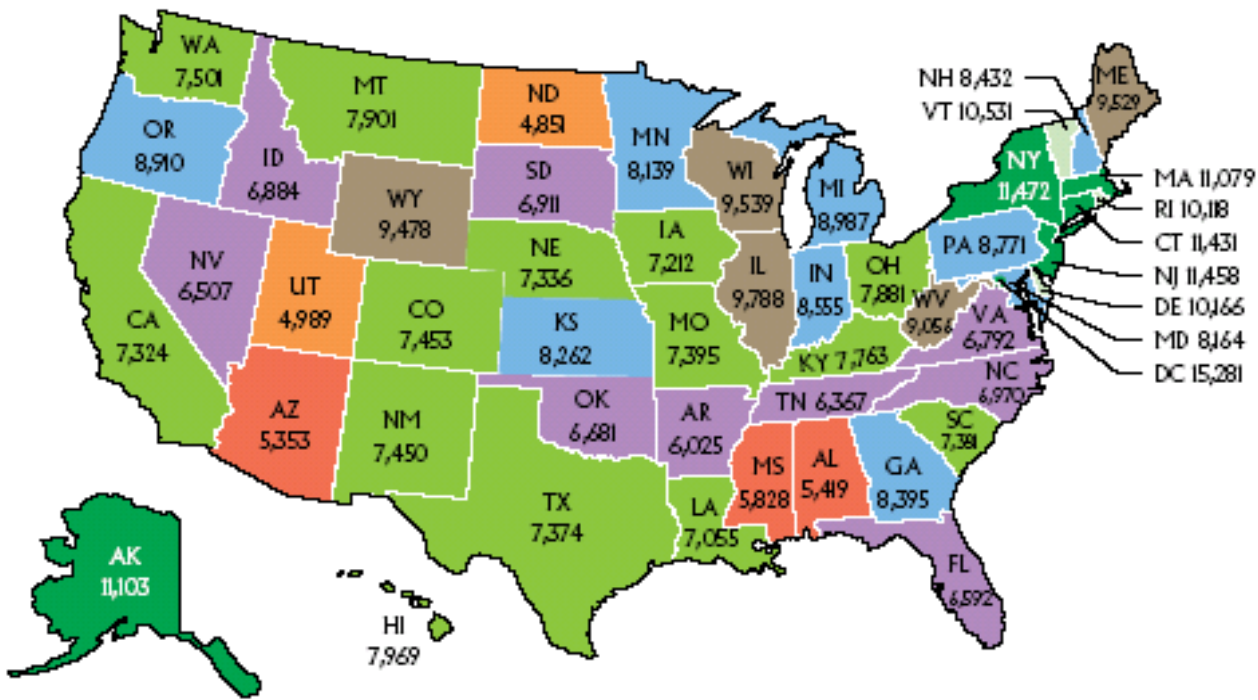 WA
7,501
MT
7,901
ND
4,851
MN
8,139
NH 8,432
VT 10,531
ME
9,529
OR
8,910
ID
6,884
WY
9,478
SD
6,911
WI
9,539
MI
8,987
NY
11,472
MA 11,079
RI 10,118
CT 11,431
NJ 11,458
DE 10,166
MD 8,164
DC 15,281
PA 8,771
NV
6,507
UT
4,989
NE
7,336
IA
7,212
IL
9,788
IN
8,555
OH
7,881
WV
9,056
VA
6,792
CA
7,324
CO
7,453
KS
8,262
MO
7,395
KY 7,763
NC
6,970
TN 6,367
AZ
5,353
NM
7,450
OK
6,681
AR
6,025
SC
7,381
MS
5,828
AL
5,419
GA
8,395
TX
7,374
LA
7,055
FL
6,592
AK
11,103
HI
7,969